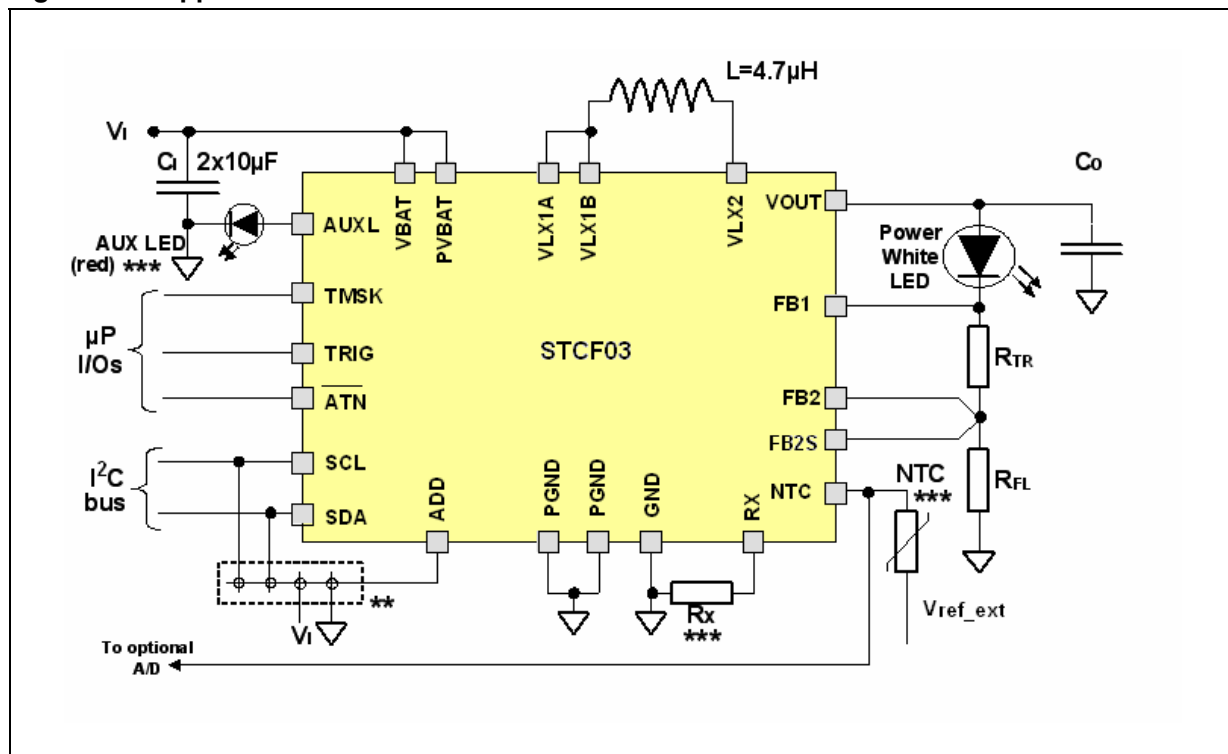 L=4.7µH
VI
CI 2x10µF
CO
VBAT
PVBAT
VLX1A
VLX1B
VLX2
VOUT
AUXL
AUX LED
(red) ***
Power
White
LED
TMSK
FB1
µP
I/Os
TRIG
STCF03
RTR
ATN
FB2
FB2S
I2C
bus
SCL
SDA
ADD
PGND
PGND
GND
RX
NTC
NTC
***
RFL
**
VI
Rx
***
Vref_ext
To optional
A/D